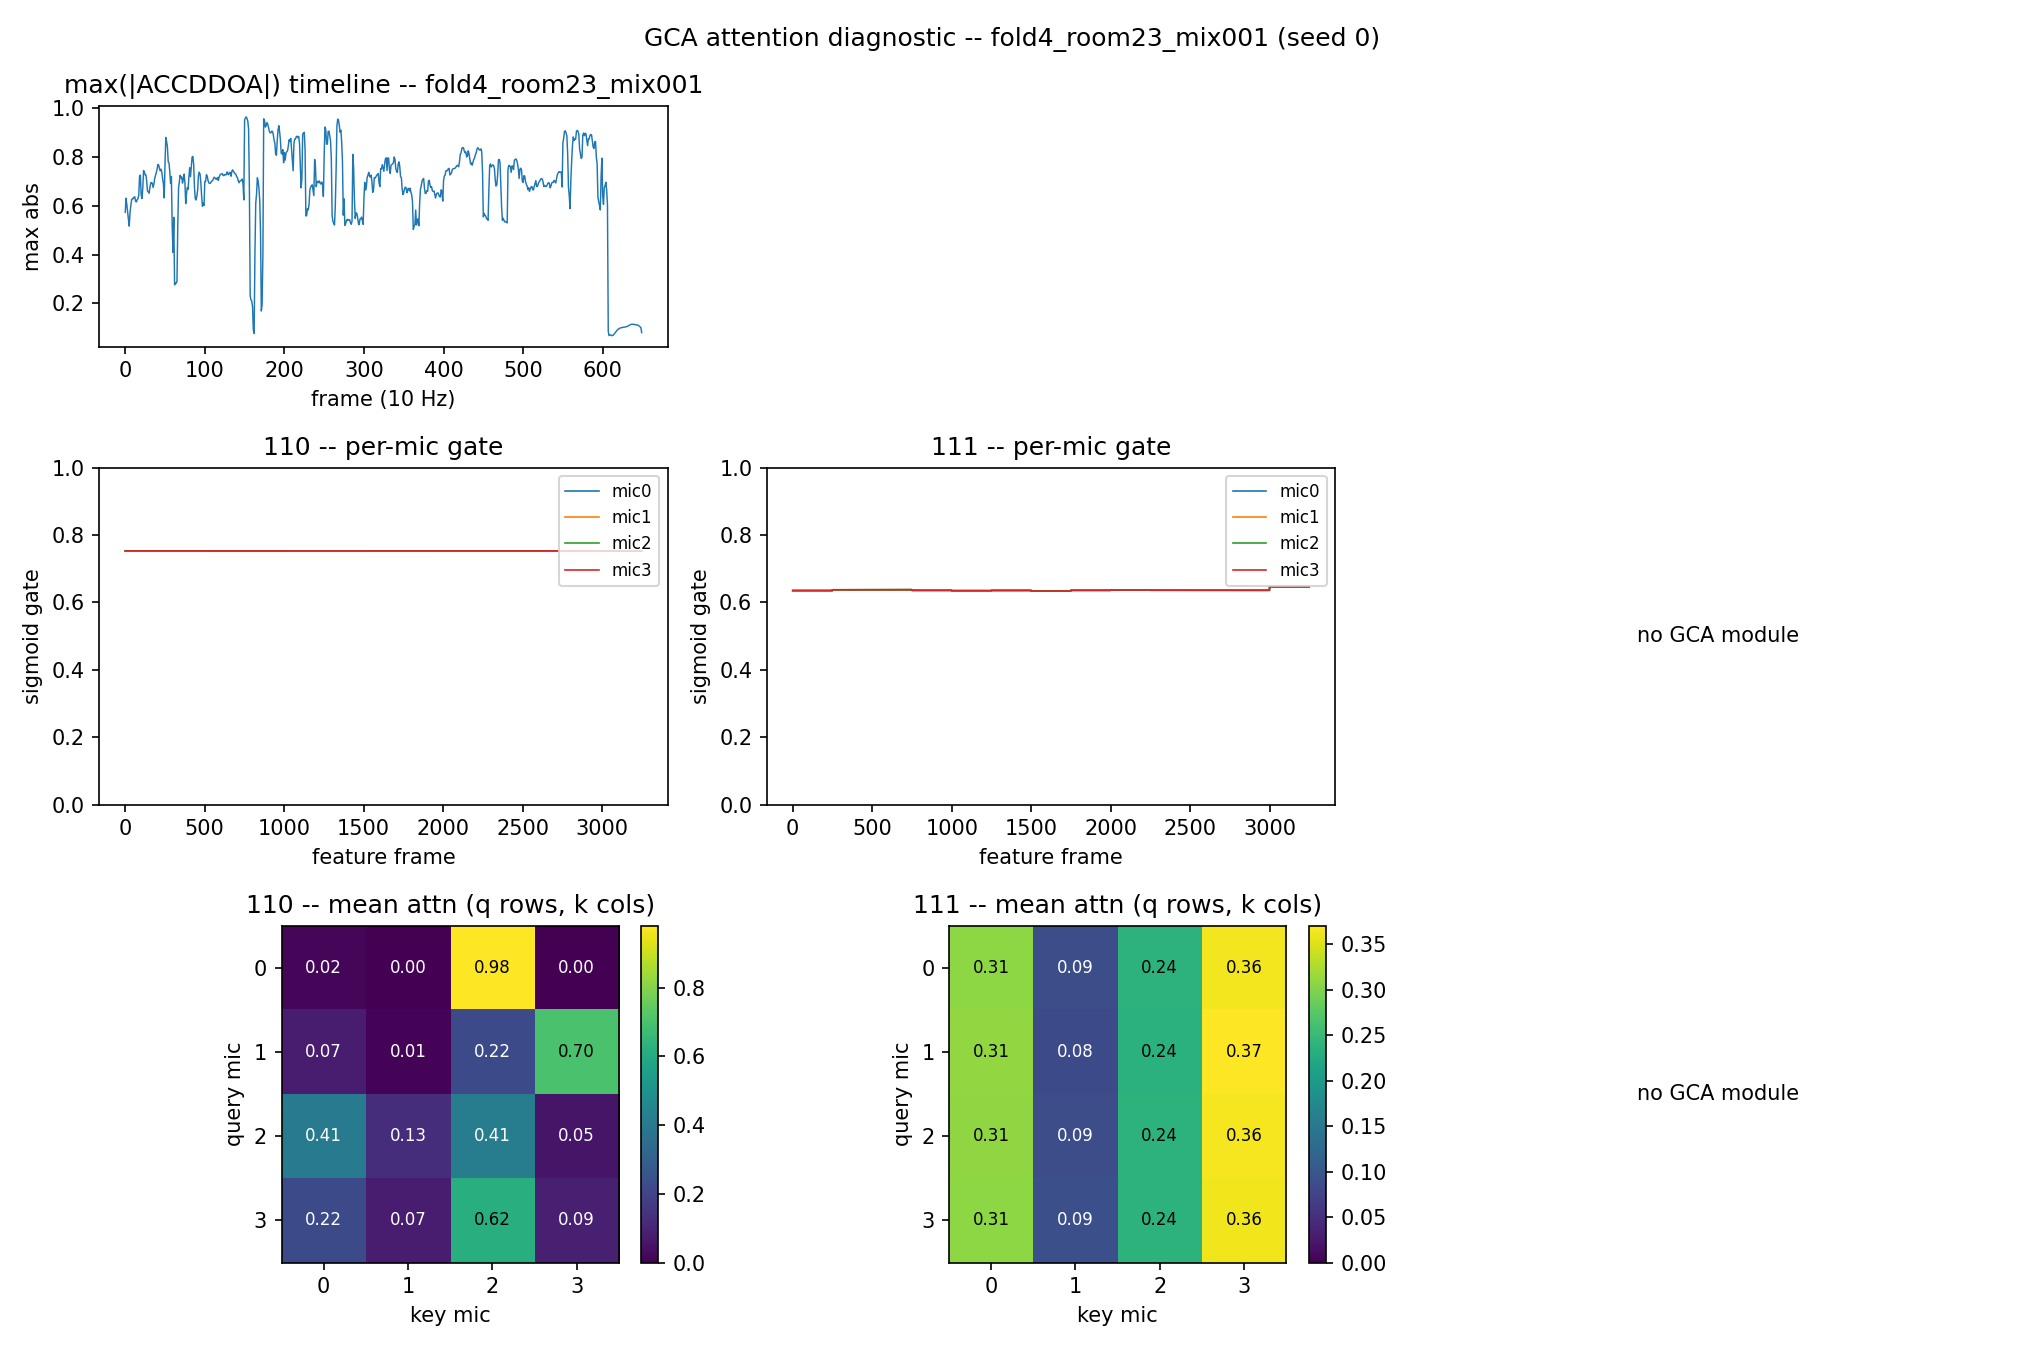 GCA attention diagnostic -- fold4_room23_mix001 (seed 0)
max(|ACCDDOA|) timeline -- fold4_room23_mix001
max abs
1.0
0.8
0.6
0.4
0.2
0 100 200 300 400 500 600
frame (10 Hz)
110 -- per-mic gate
sigmoid gate
1.0
0.8
0.6
0.4
0.2
0.0
mic0
mic1
mic2
mic3
0 500 1000 1500 2000 2500 3000
feature frame
111 -- per-mic gate
sigmoid gate
1.0
0.8
0.6
0.4
0.2
0.0
mic0
mic1
mic2
mic3
0 500 1000 1500 2000 2500 3000
feature frame
no GCA module
110 -- mean attn (q rows, k cols)
query mic
0 0.02 0.00 0.98 0.00
1 0.07 0.01 0.22 0.70
2 0.41 0.13 0.41 0.05
3 0.22 0.07 0.62 0.09
0 1 2 3
key mic
0.8
0.6
0.4
0.2
0.0
111 -- mean attn (q rows, k cols)
query mic
0 0.31 0.09 0.24 0.36
1 0.31 0.08 0.24 0.37
2 0.31 0.09 0.24 0.36
3 0.31 0.09 0.24 0.36
0 1 2 3
key mic
0.35
0.30
0.25
0.20
0.15
0.10
0.05
0.00
no GCA module